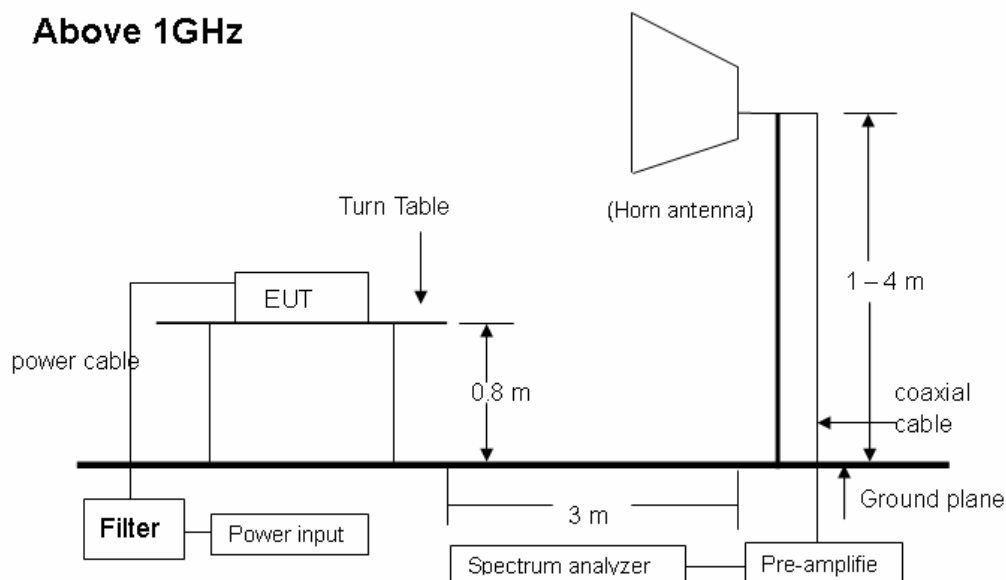 Above 1GHz
Turn Table
(Horn antenna)
EUT
1 – 4 m
power cable
0.8 m
coaxial
cable
Ground plane
3 m
Filter
Power input
Spectrum analyzer
Pre-amplifie